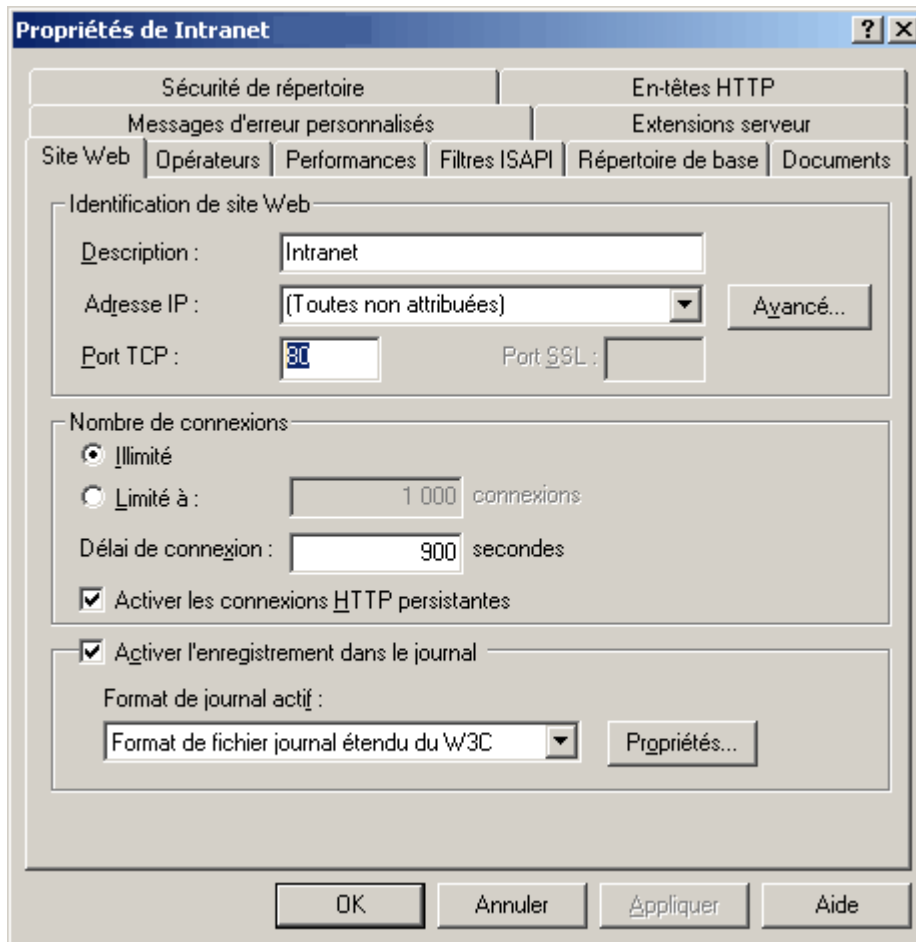 Propriétés de Intranet
Sécurité de répertoire En-têtes HTTP
Messages d'erreur personnalisés Extensions serveur
Site Web Opérateurs Performances Filtres ISAPI Répertoire de base Documents
Identification de site Web
Description : Intranet
Adresse IP : (Toutes non attribuées) Avancé...
Port TCP : 80 Port SSL :
Nombre de connexions
Illimité
Limité à : 1 000 connexions
Délai de connexion : 900 secondes
Activer les connexions HTTP persistantes
Activer l'enregistrement dans le journal
Format de journal actif :
Format de fichier journal étendu du W3C Propriétés...
OK Annuler Appliquer Aide